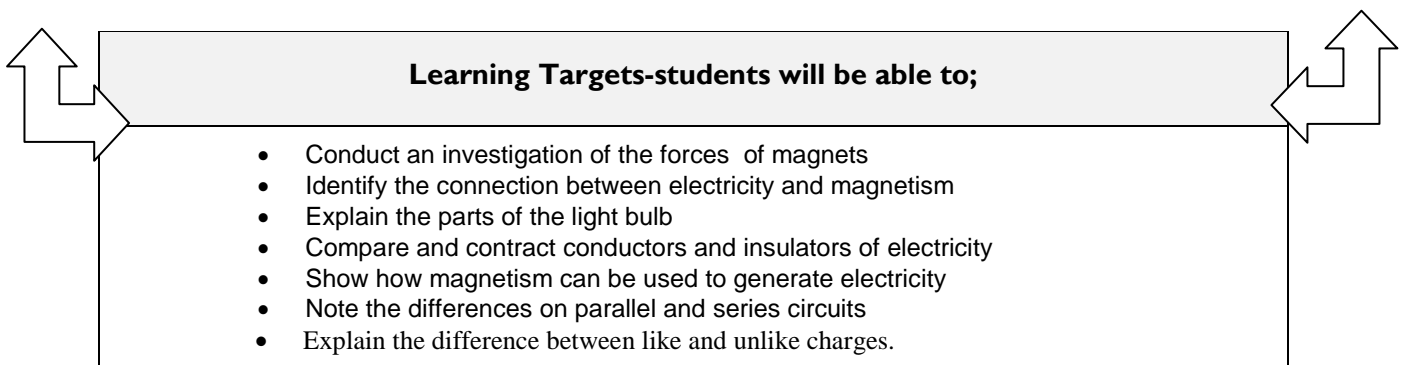 Learning Targets-students will be able to;
• Conduct an investigation of the forces of magnets
• Identify the connection between electricity and magnetism
• Explain the parts of the light bulb
• Compare and contract conductors and insulators of electricity
• Show how magnetism can be used to generate electricity
• Note the differences on parallel and series circuits
• Explain the difference between like and unlike charges.